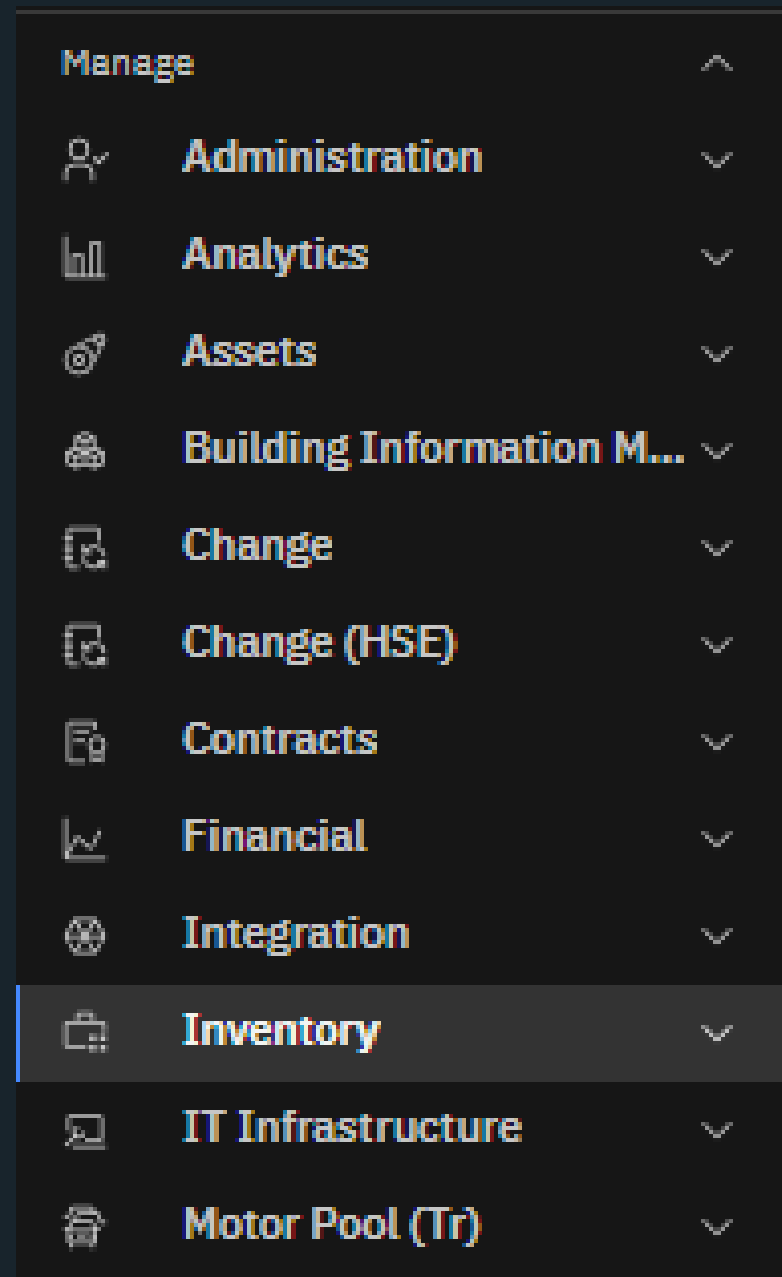 Manage
Administration
Analytics
Assets
Building Information M...
Change
Change (HSE)
Contracts
Financial
Integration
Inventory
IT Infrastructure
Motor Pool (Tr)